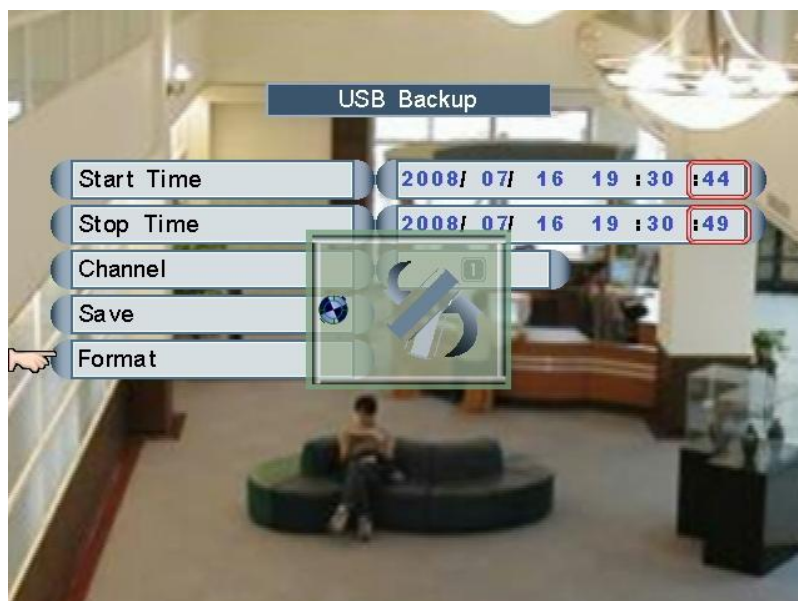 USB Backup
Start Time 2008/ 07/ 16 19 :30 :44
Stop Time 2008/ 07/ 16 19 :30 :49
Channel 1
Save
Format